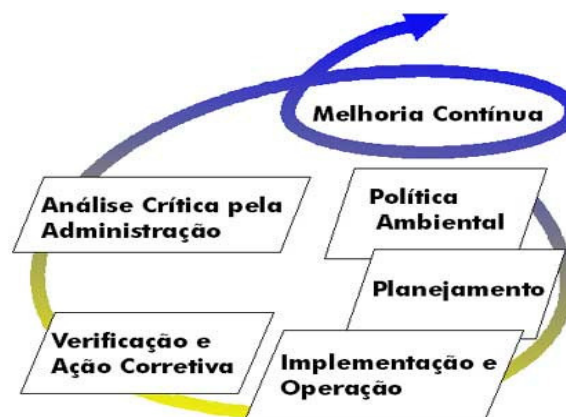 Melhoria Contínua
Política
Ambiental
Planejamento
Implementação e
Operação
Verificação e
Ação Corretiva
Análise Crítica pela
Administração